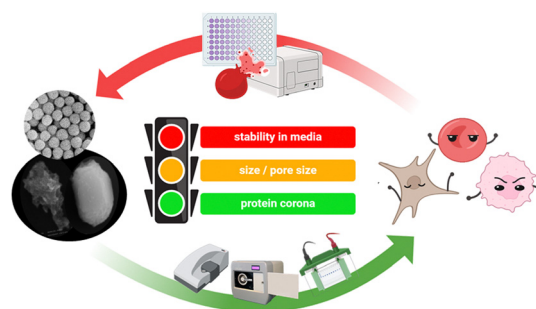 stability in media
size / pore size
protein corona